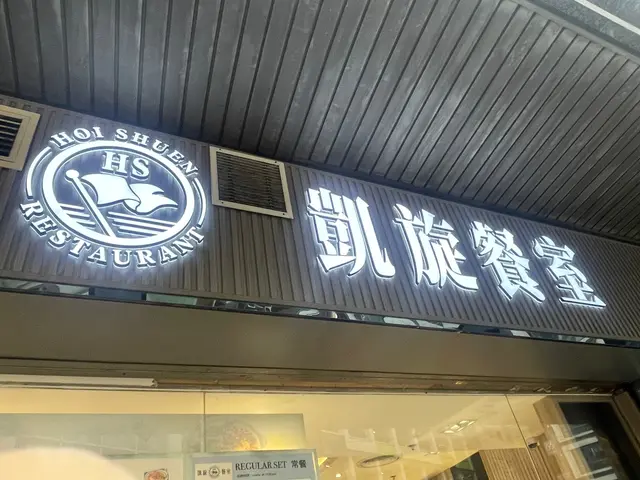 HOI SHUEN
HS
RESTAURANT
凱旋餐室
REGULAR SET 常餐